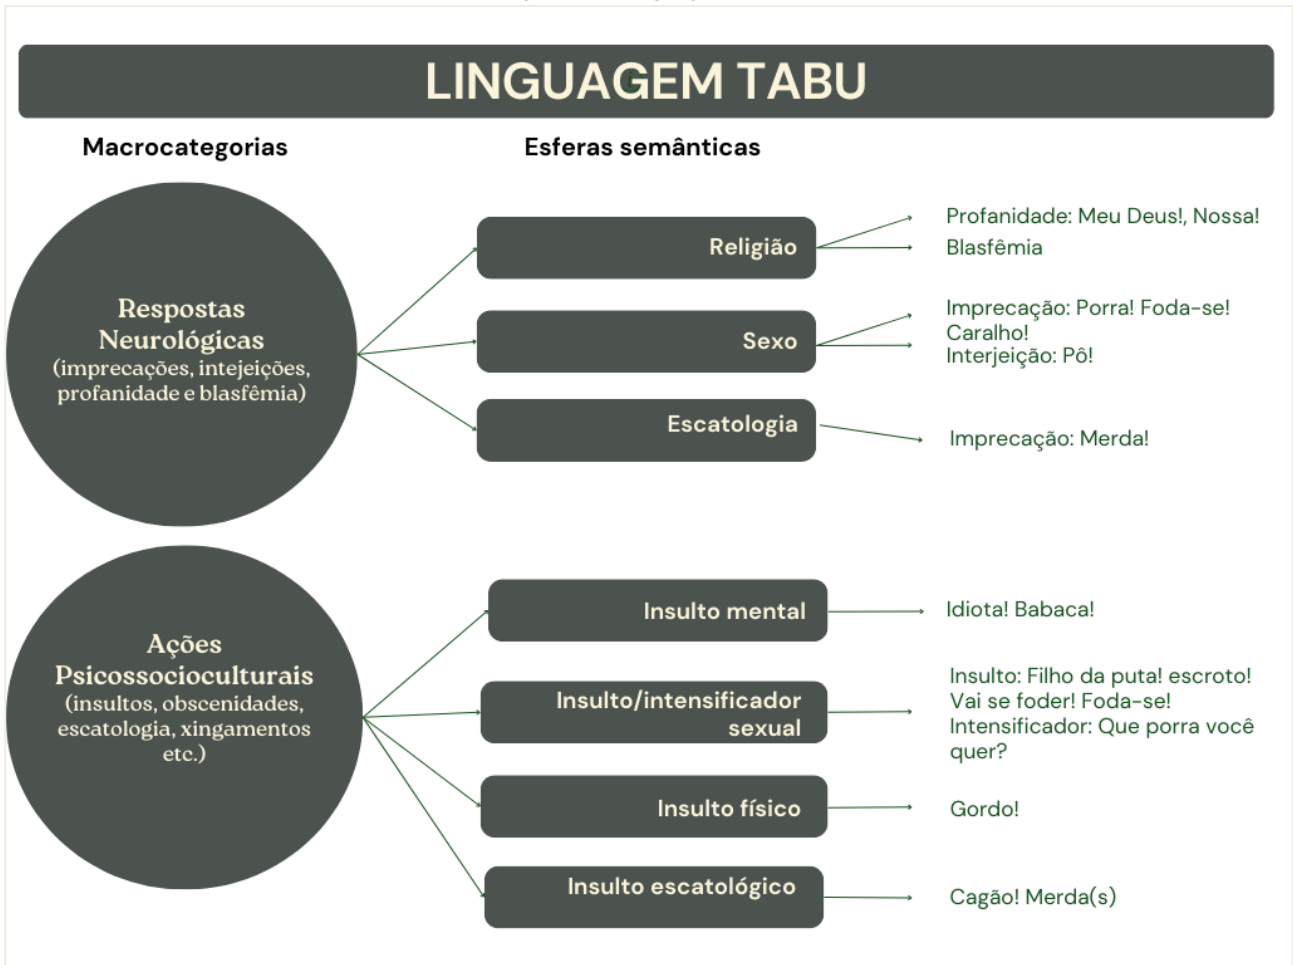 LINGUAGEM TABU
Macrocategorias
Esferas semânticas
Respostas
Neurológicas
(imprecações, intejeições,
profanidade e blasfêmia)
Religião
Profanidade: Meu Deus!, Nossa!
Blasfêmia
Sexo
Imprecação: Porra! Foda-se!
Caralho!
Interjeição: Pô!
Escatologia
Imprecação: Merda!
Ações
Psicossocioculturais
(insultos, obscenidades,
escatologia, xingamentos
etc.)
Insulto mental
Idiota! Babaca!
Insulto/intensificador
sexual
Insulto: Filho da puta! escroto!
Vai se foder! Foda-se!
Intensificador: Que porra você
quer?
Insulto físico
Gordo!
Insulto escatológico
Cagão! Merda(s)